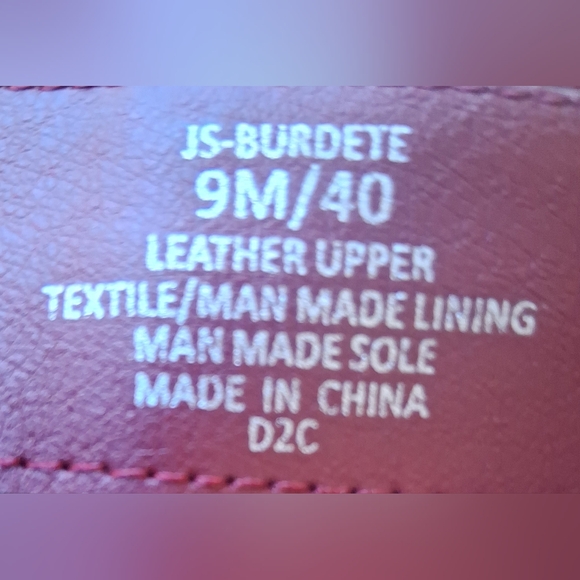 JS-BURDETE
9M/40
LEATHER UPPER
TEXTILE/MAN MADE LINING
MAN MADE SOLE
MADE IN CHINA
D2C